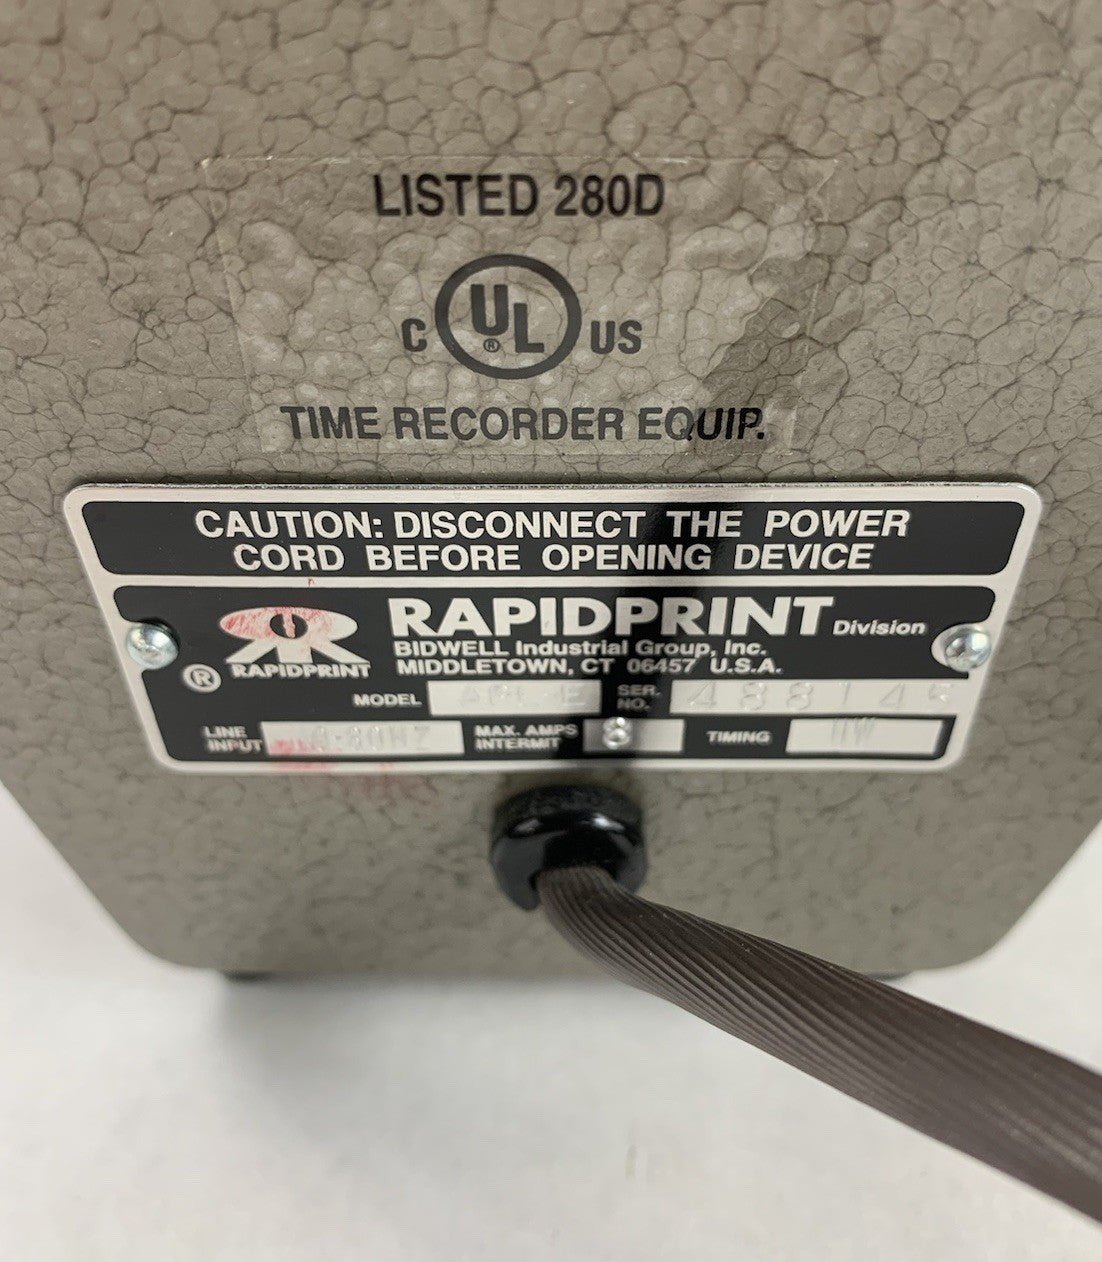 LISTED 280D
C UL® US
TIME RECORDER EQUIP.
CAUTION: DISCONNECT THE POWER
CORD BEFORE OPENING DEVICE
RAPIDPRINT Division
BIDWELL Industrial Group, Inc.
MIDDLETOWN, CT 06457 U.S.A.
® RAPIDPRINT
MODEL
SER. NO.
LINE INPUT
MAX. AMPS INTERMIT
TIMING